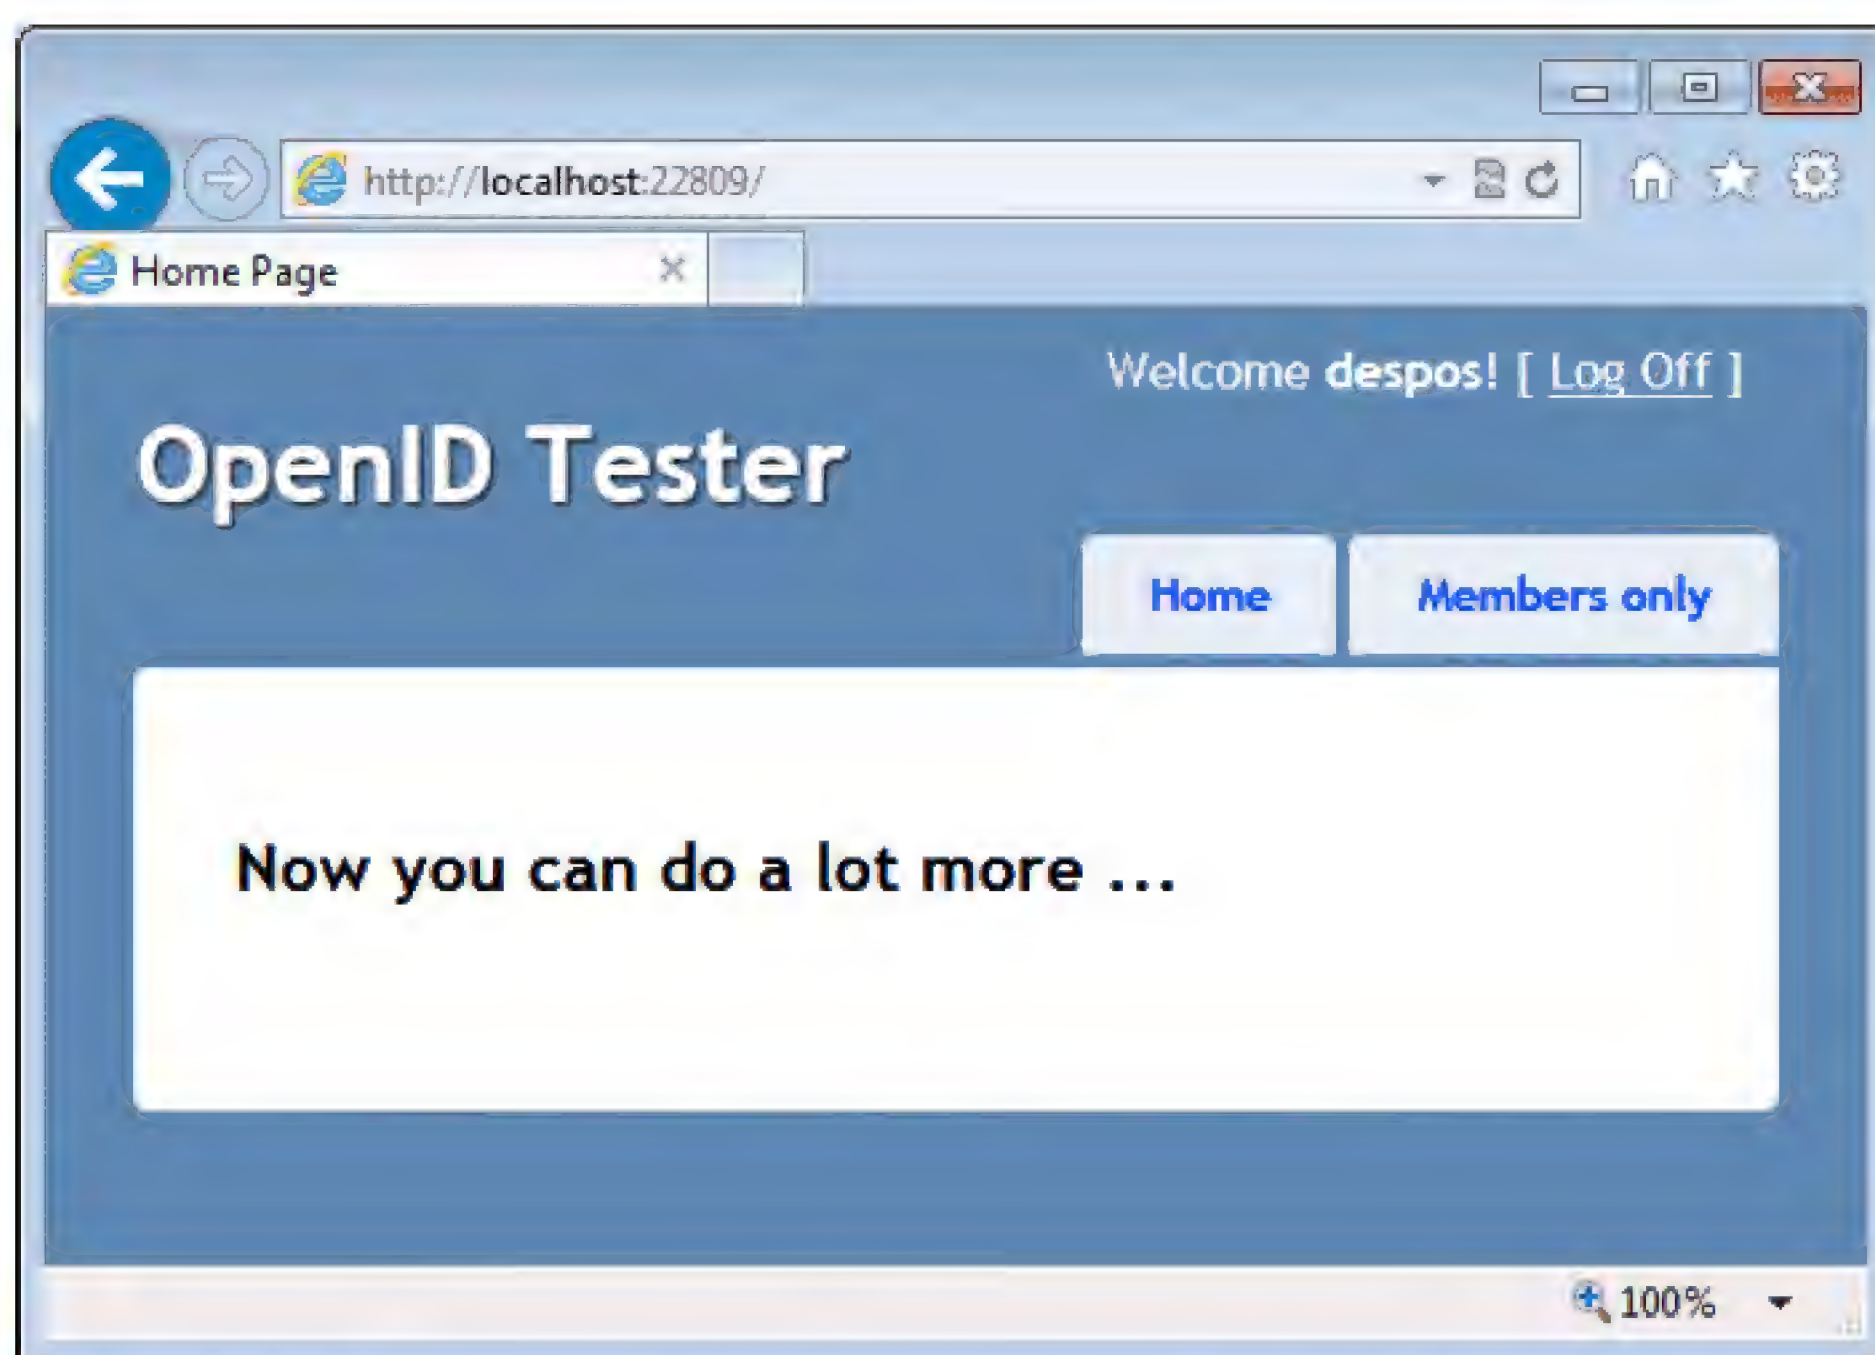 http://localhost:22809/
Home Page
Welcome despos! [ Log Off ]
OpenID Tester
Home Members only
Now you can do a lot more ...
100%